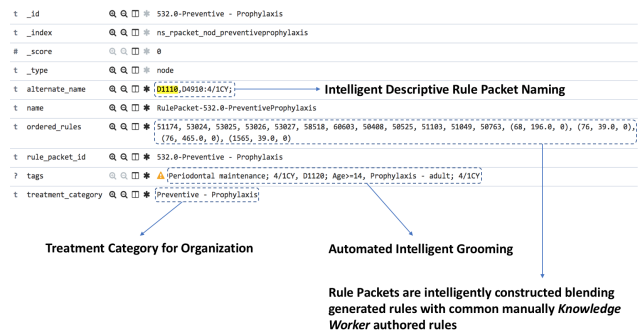 t _id 532.0-Preventive - Prophylaxis
t _index ns_rpacket_nod_preventiveprophylaxis
# _score 0
t _type node
t alternate_name D1110,D4910:4/1CY;
Intelligent Descriptive Rule Packet Naming
t name RulePacket-532.0-PreventiveProphylaxis
t ordered_rules 51174, 53024, 53025, 53026, 53027, 58518, 60603, 50408, 50525, 51103, 51049, 50763, (68, 196.0, 0), (76, 39.0, 0),
(76, 465.0, 0), (1565, 39.0, 0)
t rule_packet_id 532.0-Preventive - Prophylaxis
? tags Periodontal maintenance; 4/1CY, D1120; Age>=14, Prophylaxis - adult; 4/1CY
t treatment_category Preventive - Prophylaxis
Treatment Category for Organization
Automated Intelligent Grooming
Rule Packets are intelligently constructed blending
generated rules with common manually Knowledge
Worker authored rules